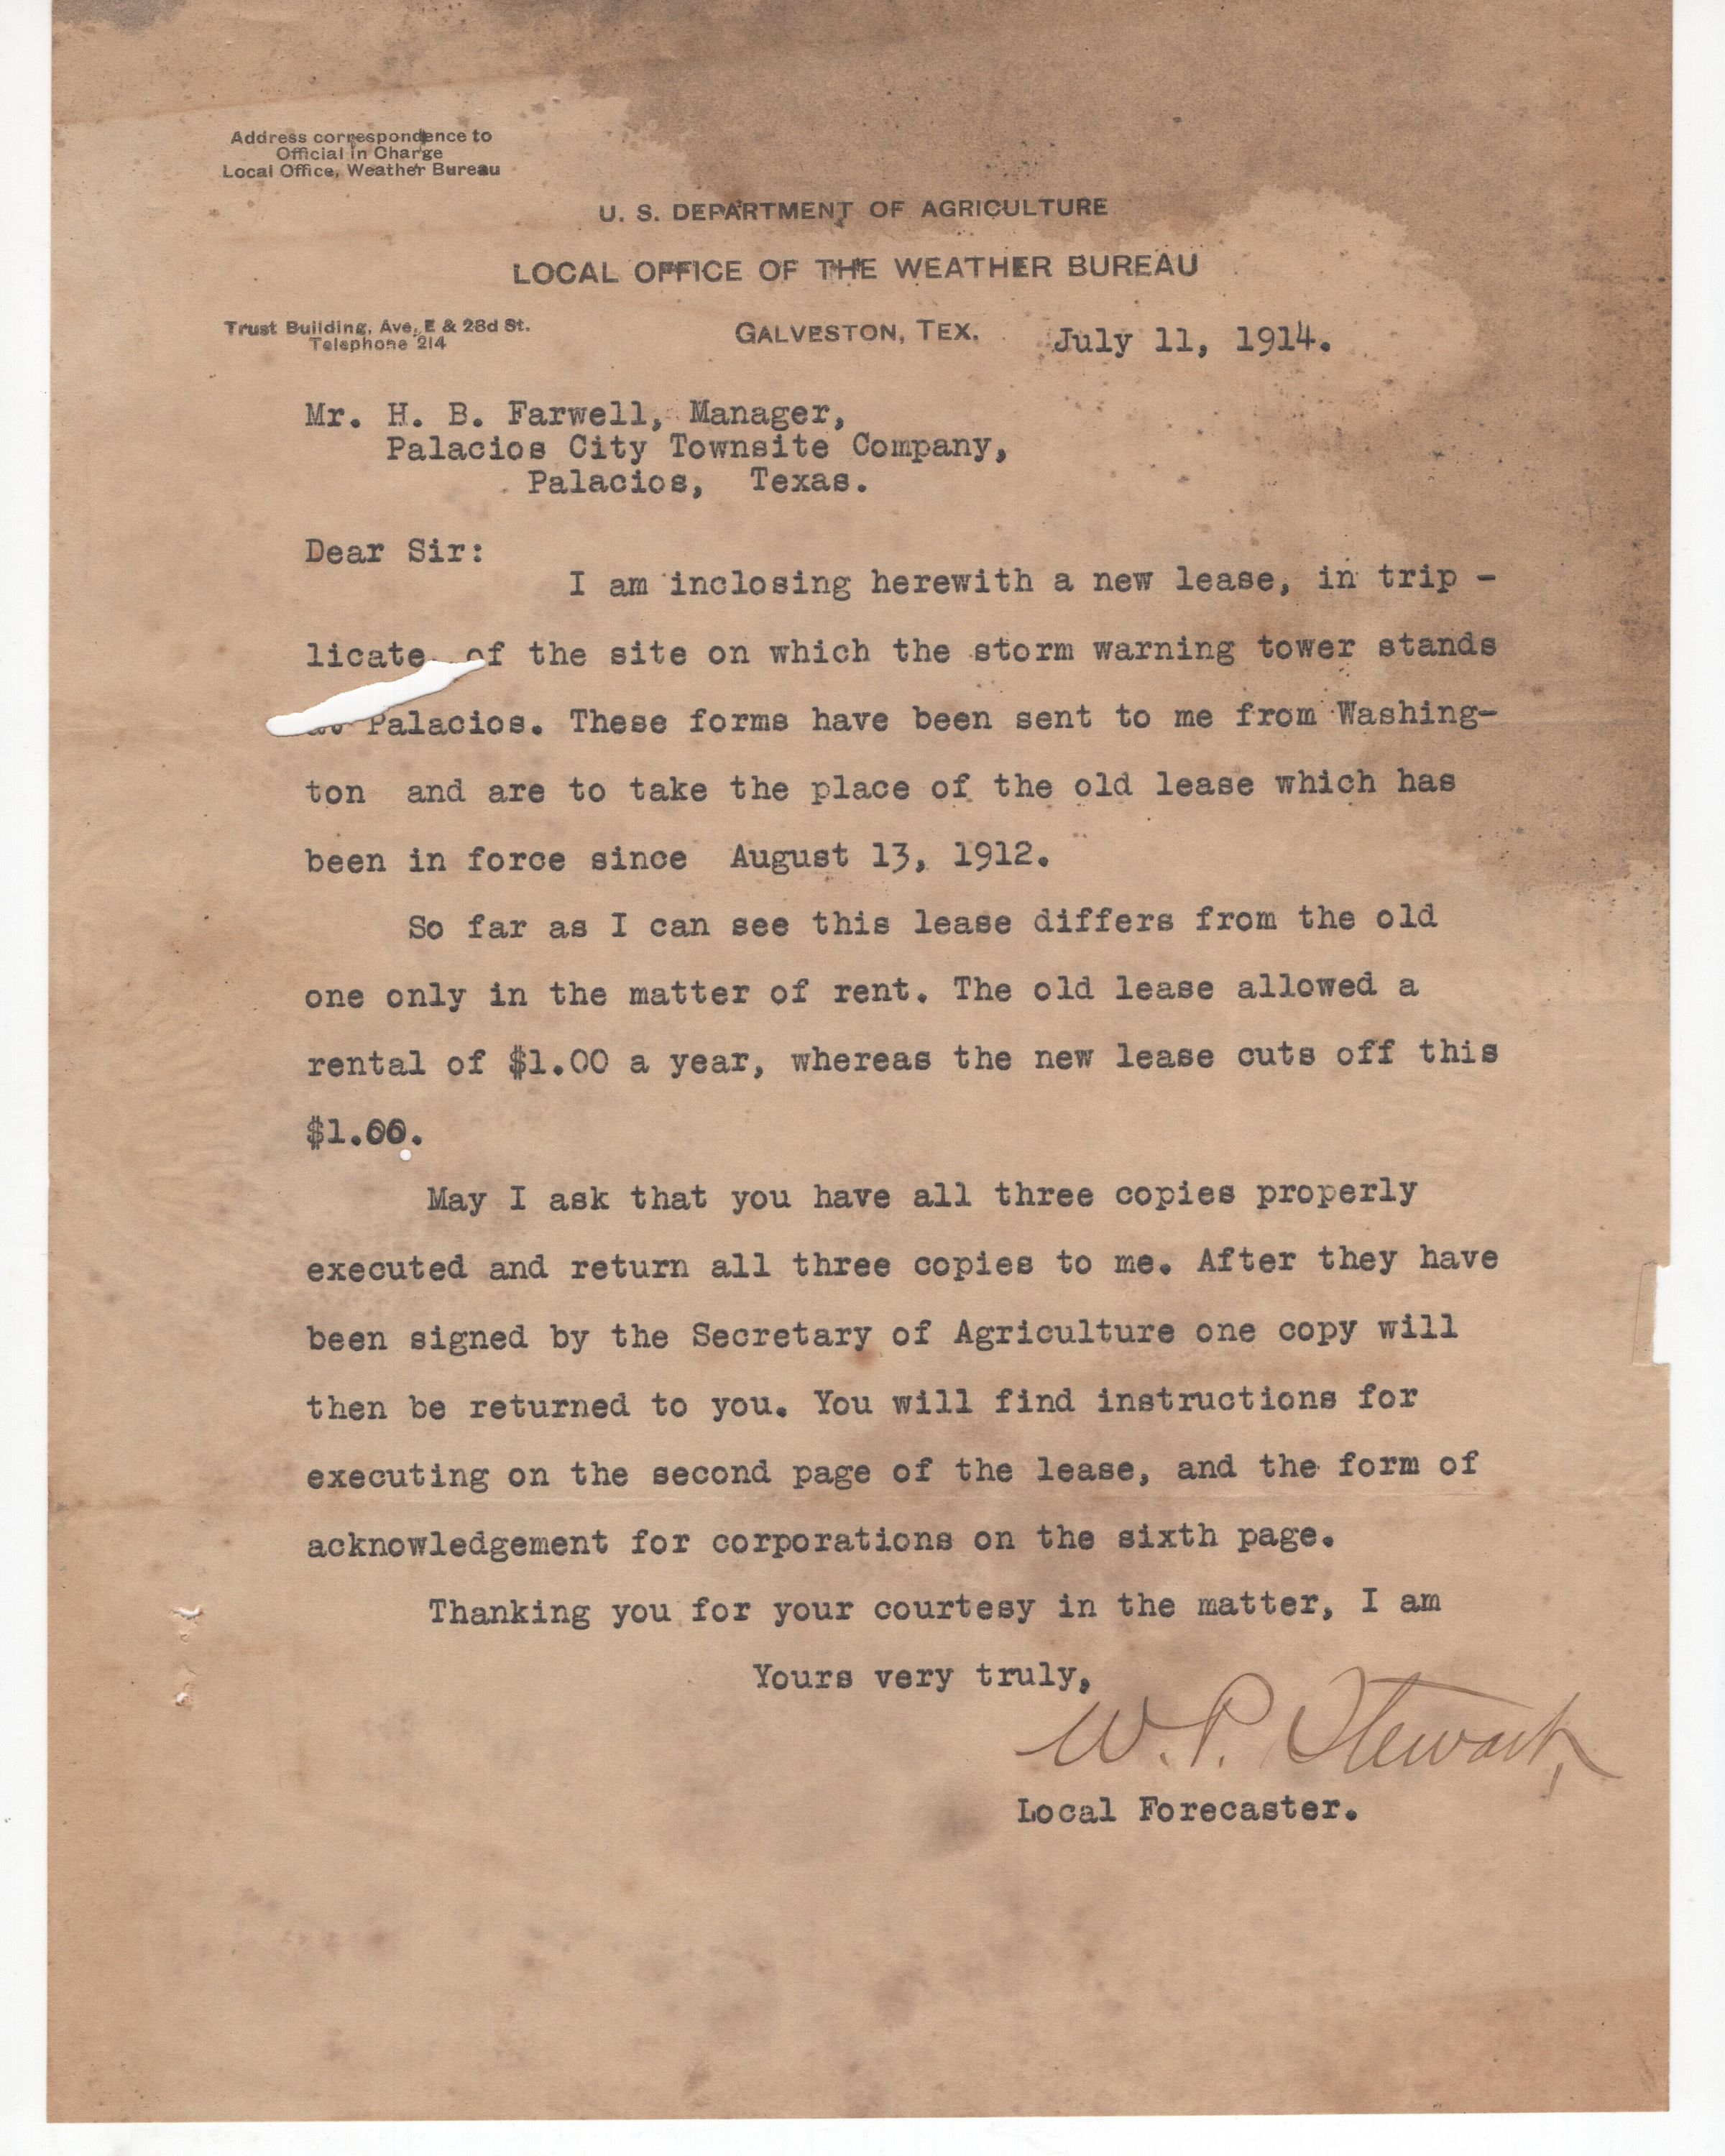 Address correspondence to
Official in Charge
Local Office, Weather Bureau
U. S. DEPARTMENT OF AGRICULTURE
LOCAL OFFICE OF THE WEATHER BUREAU
Trust Building, Ave. E & 23d St.
Telephone 214
GALVESTON, TEX. July 11, 1914.
Mr. H. B. Farwell, Manager,
Palacios City Townsite Company,
Palacios, Texas.
Dear Sir:
I am inclosing herewith a new lease, in trip -
licate, of the site on which the storm warning tower stands
at Palacios. These forms have been sent to me from Washing-
ton and are to take the place of the old lease which has
been in force since August 13, 1912.
So far as I can see this lease differs from the old
one only in the matter of rent. The old lease allowed a
rental of $1.00 a year, whereas the new lease cuts off this
$1.00.
May I ask that you have all three copies properly
executed and return all three copies to me. After they have
been signed by the Secretary of Agriculture one copy will
then be returned to you. You will find instructions for
executing on the second page of the lease, and the form of
acknowledgement for corporations on the sixth page.
Thanking you for your courtesy in the matter, I am
Yours very truly,
W. P. Stewart,
Local Forecaster.